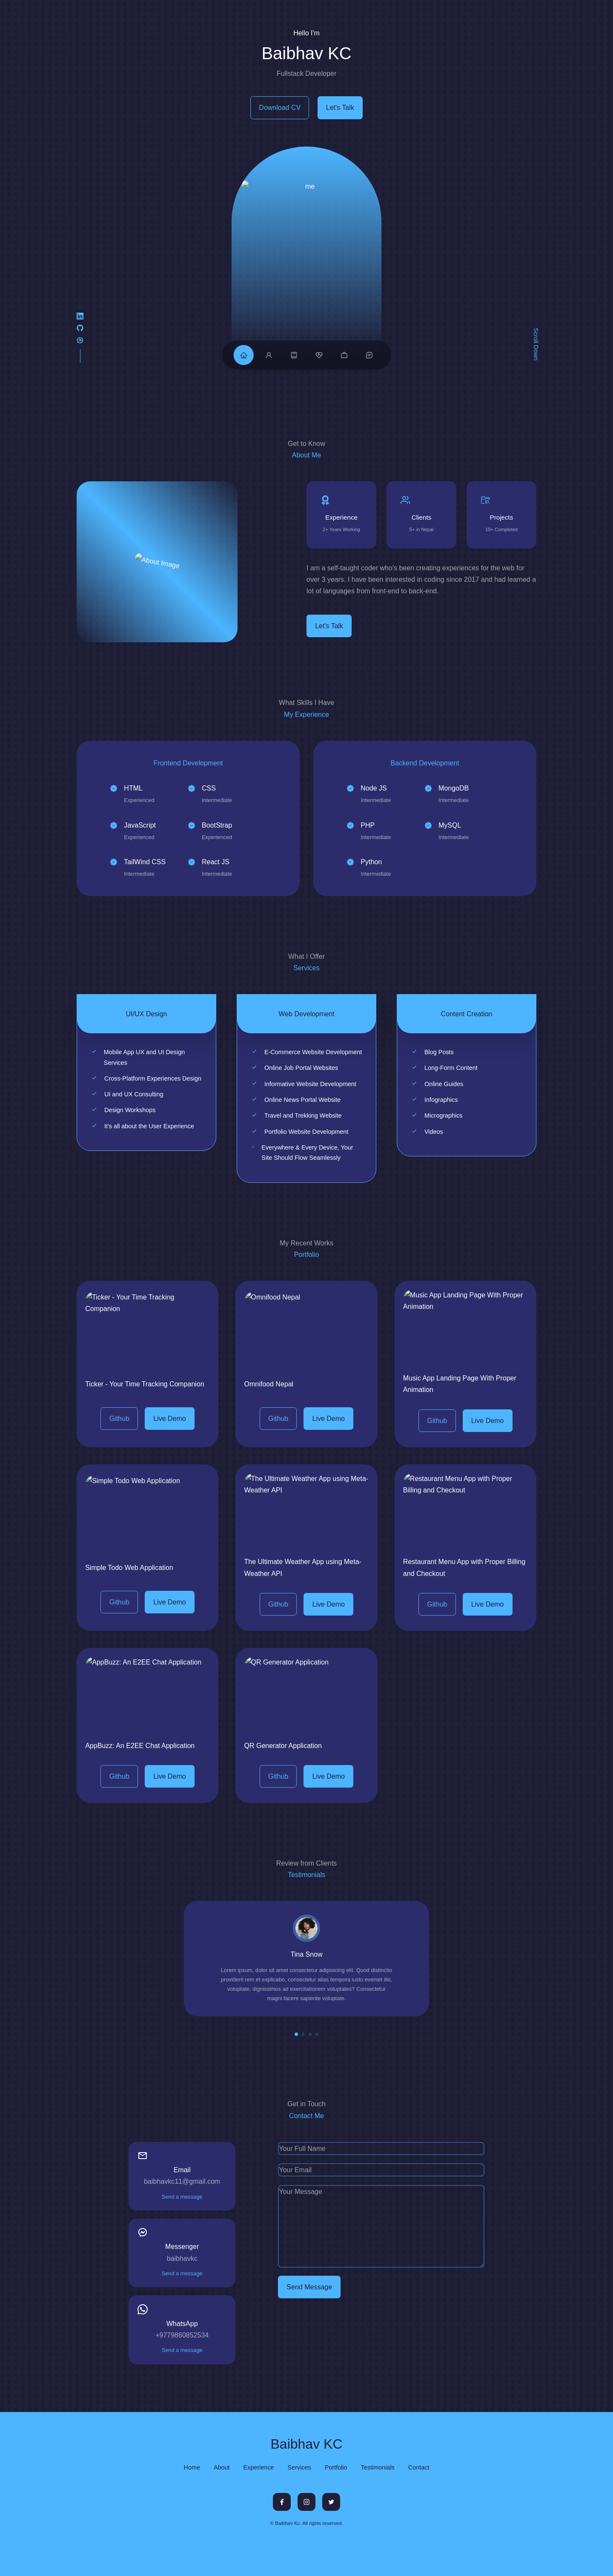 Hello I'm
Baibhav KC
Fullstack Developer
Download CV
Let's Talk
me
Scroll Down
Get to Know
About Me
About Image
Experience
2+ Years Working
Clients
5+ in Nepal
Projects
10+ Completed
I am a self-taught coder who's been creating experiences for the web for
over 3 years. I have been interested in coding since 2017 and had learned a
lot of languages from front-end to back-end.
Let's Talk
What Skills I Have
My Experience
Frontend Development
HTML
Experienced
CSS
Intermediate
JavaScript
Experienced
BootStrap
Experienced
TailWind CSS
Intermediate
React JS
Intermediate
Backend Development
Node JS
Intermediate
MongoDB
Intermediate
PHP
Intermediate
MySQL
Intermediate
Python
Intermediate
What I Offer
Services
UI/UX Design
Mobile App UX and UI Design
Services
Cross-Platform Experiences Design
UI and UX Consulting
Design Workshops
It's all about the User Experience
Web Development
E-Commerce Website Development
Online Job Portal Websites
Informative Website Development
Online News Portal Website
Travel and Trekking Website
Portfolio Website Development
Everywhere & Every Device, Your
Site Should Flow Seamlessly
Content Creation
Blog Posts
Long-Form Content
Online Guides
Infographics
Micrographics
Videos
My Recent Works
Portfolio
Ticker - Your Time Tracking
Companion
Ticker - Your Time Tracking Companion
Github
Live Demo
Omnifood Nepal
Omnifood Nepal
Github
Live Demo
Music App Landing Page With Proper
Animation
Music App Landing Page With Proper
Animation
Github
Live Demo
Simple Todo Web Application
Simple Todo Web Application
Github
Live Demo
The Ultimate Weather App using Meta-
Weather API
The Ultimate Weather App using Meta-
Weather API
Github
Live Demo
Restaurant Menu App with Proper
Billing and Checkout
Restaurant Menu App with Proper Billing
and Checkout
Github
Live Demo
AppBuzz: An E2EE Chat Application
AppBuzz: An E2EE Chat Application
Github
Live Demo
QR Generator Application
QR Generator Application
Github
Live Demo
Review from Clients
Testimonials
Tina Snow
Lorem ipsum, dolor sit amet consectetur adipisicing elit. Quod distinctio
provident rem et explicabo, consectetur alias tempora iusto eveniet illo,
voluptate, dignissimos ad exercitationem voluptates? Consectetur
magni facere sapiente voluptate.
Get in Touch
Contact Me
Email
baibhavkc11@gmail.com
Send a message
Messenger
baibhavkc
Send a message
WhatsApp
+9779860852534
Send a message
Your Full Name
Your Email
Your Message
Send Message
Baibhav KC
Home
About
Experience
Services
Portfolio
Testimonials
Contact
© Baibhav Kc. All rights reserved.